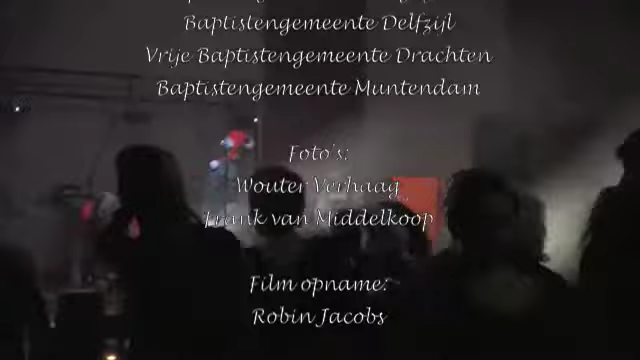 Baptistengemeente Delfzijl
Vrije Baptistengemeente Drachten
Baptistengemeente Muntendam
Foto's:
Wouter Verhaag
Frank van Middelkoop
Film opname:
Robin Jacobs